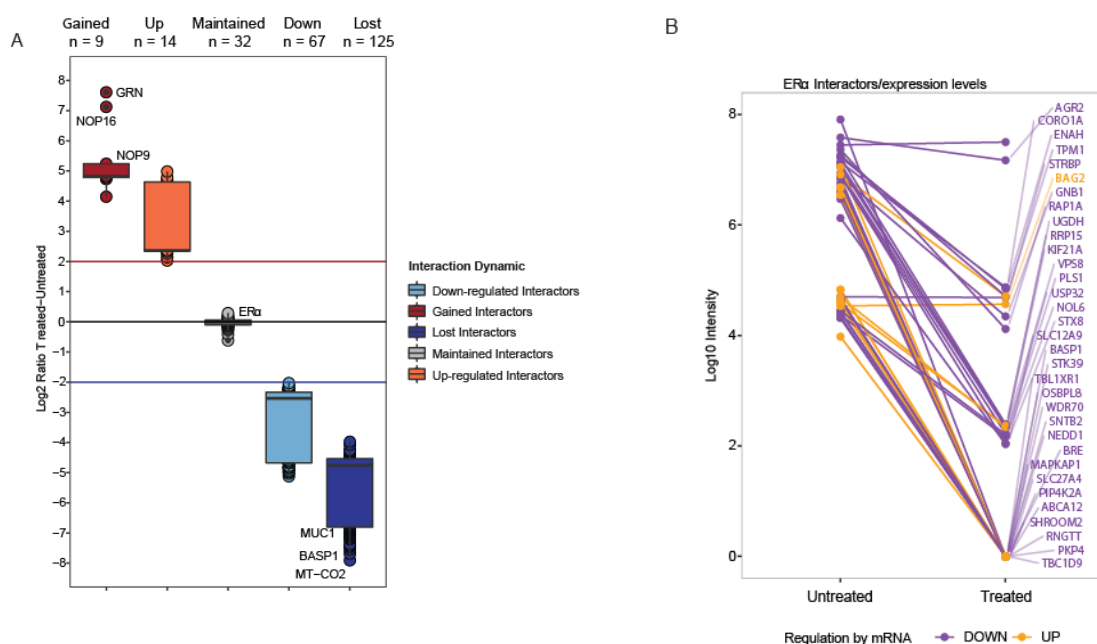 A
Gained Up Maintained Down Lost
n = 9 n = 14 n = 32 n = 67 n = 125
Log2 Ratio T reated-Untreated
8
7
6
5
4
3
2
1
0
−1
−2
−3
−4
−5
−6
−7
−8
GRN
NOP16
NOP9
ERα
MUC1
BASP1
MT-CO2
Interaction Dynamic
Down-regulated Interactors
Gained Interactors
Lost Interactors
Maintained Interactors
Up-regulated Interactors
B
ERα Interactors/expression levels
Log10 Intensity
8
6
4
2
0
Untreated Treated
AGR2
CORO1A
ENAH
TPM1
STRBP
BAG2
GNB1
RAP1A
UGDH
RRP15
KIF21A
VPS8
PLS1
USP32
NOL6
STX8
SLC12A9
BASP1
STK39
TBL1XR1
OSBPL8
WDR70
SNTB2
NEDD1
BRE
MAPKAP1
SLC27A4
PIP4K2A
ABCA12
SHROOM2
RNGTT
PKP4
TBC1D9
Regulation by mRNA DOWN UP